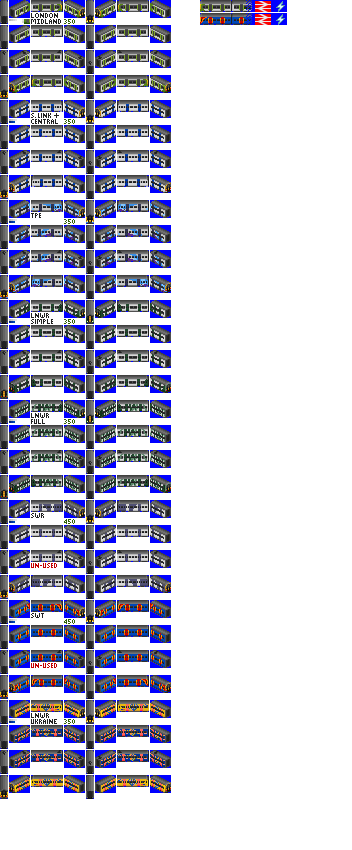 LONDON
MIDLAND 350
S.LINK +
CENTRAL 350
TPE
350
LNWR
SIMPLE 350
LNWR
FULL 350
SWR
450
UN-USED
SWT
450
UN-USED
LNWR
UKRAINE 350